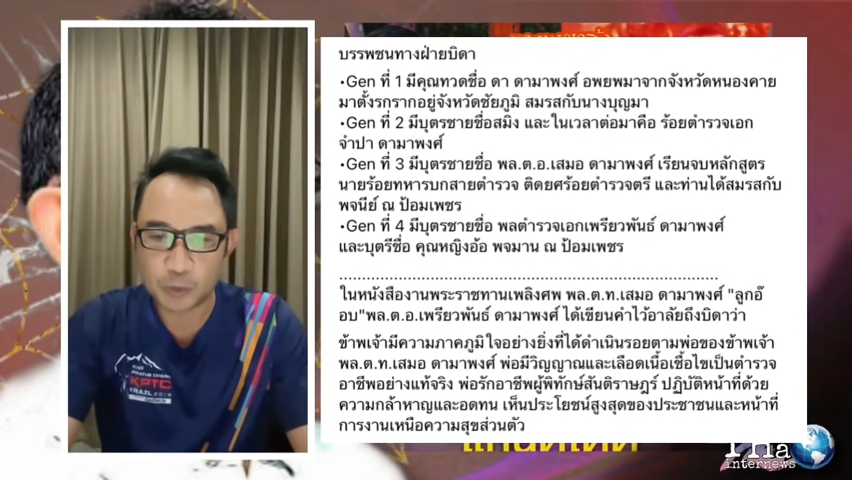 บรรพชนทางฝ่ายบิดา
•Gen ที่ 1 มีคุณทวดชื่อ ดา ดามาพงศ์ อพยพมาจากจังหวัดหนองคาย
มาตั้งรกรากอยู่จังหวัดชัยภูมิ สมรสกับนางบุญมา
•Gen ที่ 2 มีบุตรชายชื่อสมิง และในเวลาต่อมาคือ ร้อยตำรวจเอก
จำปา ดามาพงศ์
•Gen ที่ 3 มีบุตรชายชื่อ พล.ต.อ.เสมอ ดามาพงศ์ เรียนจบหลักสูตร
นายร้อยทหารบกสายตำรวจ ติดยศร้อยตำรวจตรี และท่านได้สมรสกับ
พจนีย์ ณ ป้อมเพชร
•Gen ที่ 4 มีบุตรชายชื่อ พลตำรวจเอกเพรียวพันธ์ ดามาพงศ์
และบุตรีชื่อ คุณหญิงอ้อ พจมาน ณ ป้อมเพชร
................................................................................
ในหนังสืองานพระราชทานเพลิงศพ พล.ต.ท.เสมอ ดามาพงศ์ "ลูกอ๊
อบ"พล.ต.อ.เพรียวพันธ์ ดามาพงศ์ ได้เขียนคำไว้อาลัยถึงบิดาว่า
ข้าพเจ้ามีความภาคภูมิใจอย่างยิ่งที่ได้ดำเนินรอยตามพ่อของข้าพเจ้า
พล.ต.ท.เสมอ ดามาพงศ์ พ่อมีวิญญาณและเลือดเนื้อเชื้อไขเป็นตำรวจ
อาชีพอย่างแท้จริง พ่อรักอาชีพผู้พิทักษ์สันติราษฎร์ ปฏิบัติหน้าที่ด้วย
ความกล้าหาญและอดทน เห็นประโยชน์สูงสุดของประชาชนและหน้าที่
การงานเหนือความสุขส่วนตัว
KPTC
TRAIL 2019
internews